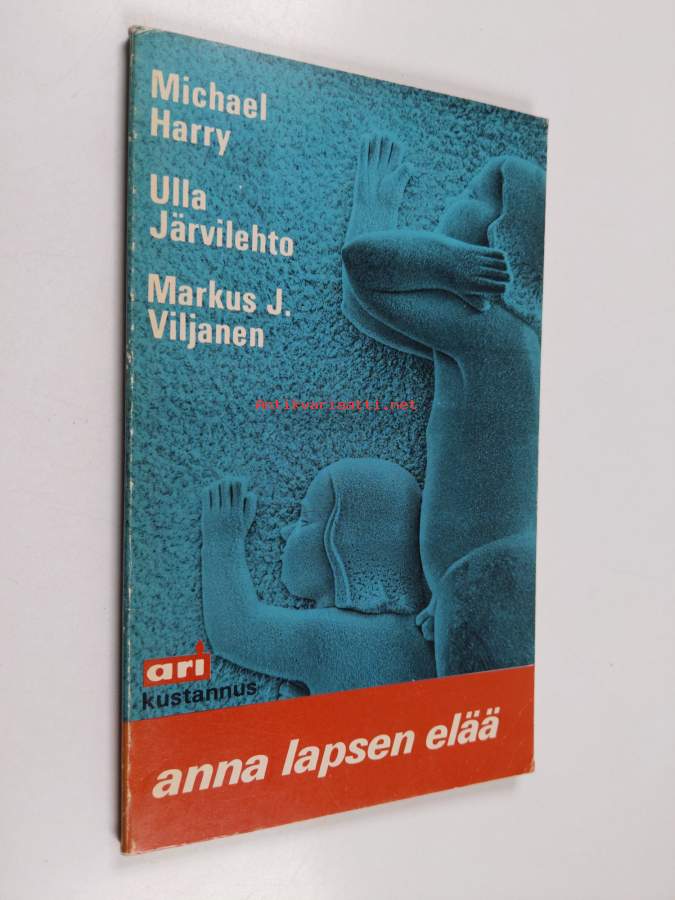 Michael
Harry
Ulla
Järvilehto
Markus J.
Viljanen
Antikvariaatti.net
ari
kustannus
anna lapsen elää